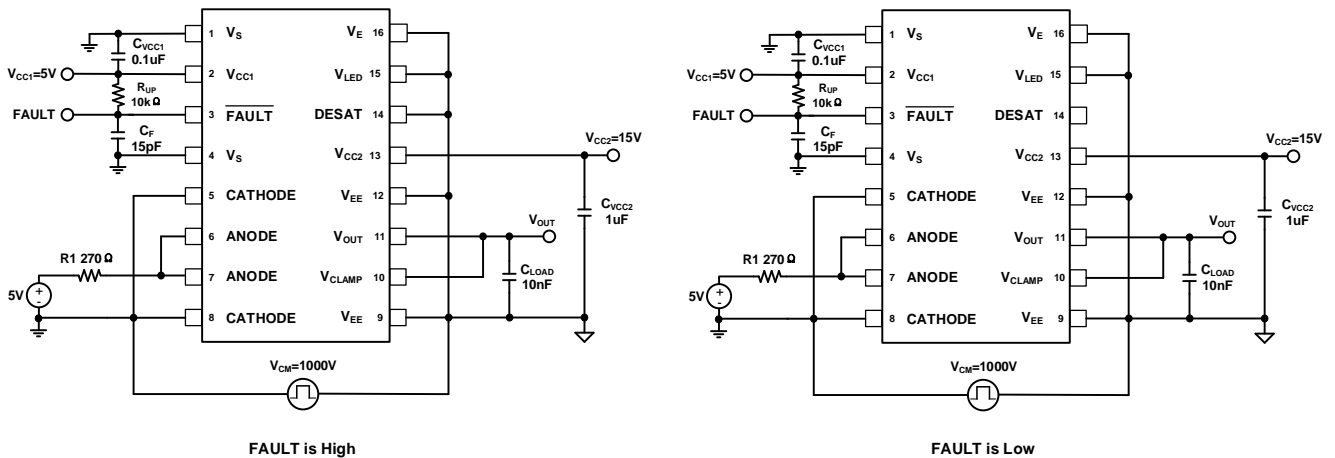 1 VS VE 16
CVCC1
0.1uF
VCC1=5V
2 VCC1 VLED 15
RUP
10kΩ
FAULT
3 FAULT DESAT 14
CF
15pF
VCC2=15V
4 VS VCC2 13
5 CATHODE VEE 12
CVCC2
1uF
VOUT
6 ANODE VOUT 11
R1 270Ω
7 ANODE VCLAMP 10
CLOAD
10nF
5V
+
-
8 CATHODE VEE 9
VCM=1000V
FAULT is High
1 VS VE 16
CVCC1
0.1uF
VCC1=5V
2 VCC1 VLED 15
RUP
10kΩ
FAULT
3 FAULT DESAT 14
CF
15pF
VCC2=15V
4 VS VCC2 13
5 CATHODE VEE 12
CVCC2
1uF
VOUT
6 ANODE VOUT 11
R1 270Ω
7 ANODE VCLAMP 10
CLOAD
10nF
5V
+
-
8 CATHODE VEE 9
VCM=1000V
FAULT is Low